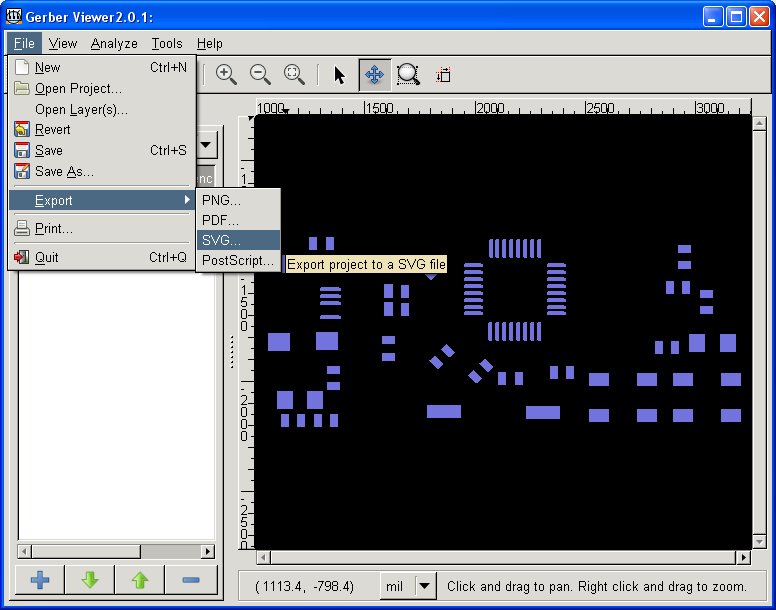 Gerber Viewer2.0.1:
File View Analyze Tools Help
New Ctrl+N
Open Project...
Open Layer(s)...
Revert
Save Ctrl+S
Save As...
Export
Print...
Quit Ctrl+Q
PNG...
PDF...
SVG...
PostScript...
Export project to a SVG file
1000 1500 2000 2500 3000
( 1113.4, -798.4) mil Click and drag to pan. Right click and drag to zoom.